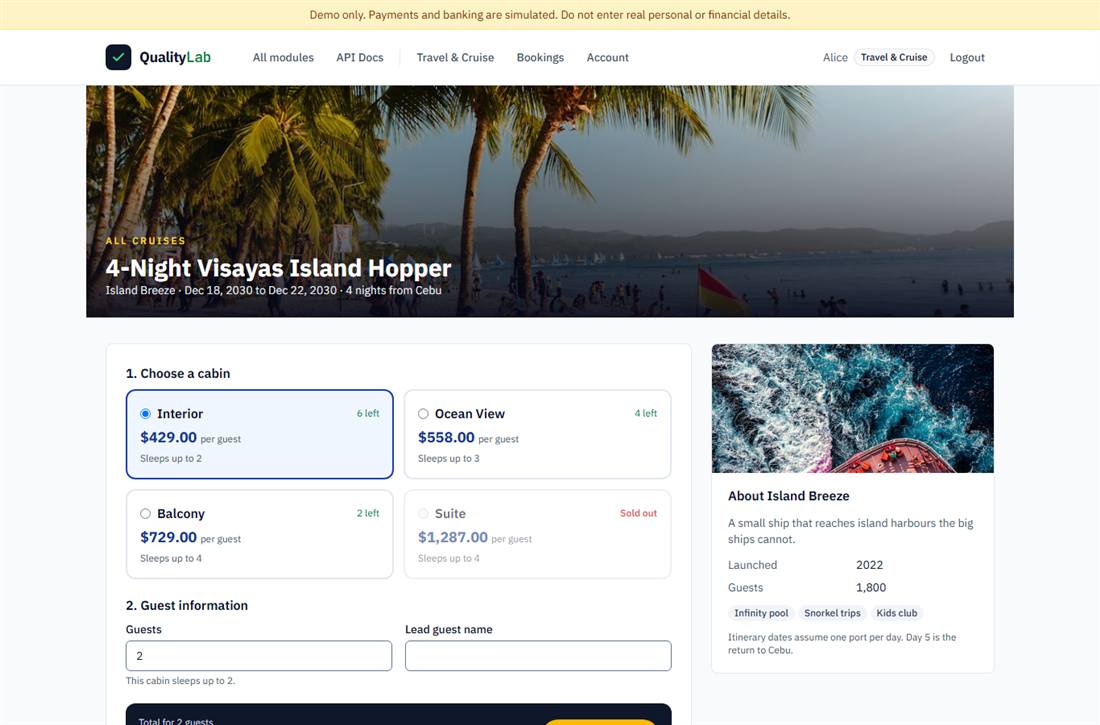 Demo only. Payments and banking are simulated. Do not enter real personal or financial details.
QualityLab
All modules
API Docs
Travel & Cruise
Bookings
Account
Alice
Travel & Cruise
Logout
ALL CRUISES
4-Night Visayas Island Hopper
Island Breeze · Dec 18, 2030 to Dec 22, 2030 · 4 nights from Cebu
1. Choose a cabin
Interior
6 left
$429.00 per guest
Sleeps up to 2
Ocean View
4 left
$558.00 per guest
Sleeps up to 3
Balcony
2 left
$729.00 per guest
Sleeps up to 4
Suite
Sold out
$1,287.00 per guest
Sleeps up to 4
2. Guest information
Guests
2
This cabin sleeps up to 2.
Lead guest name
Total for 2 guests
About Island Breeze
A small ship that reaches island harbours the big
ships cannot.
Launched 2022
Guests 1,800
Infinity pool
Snorkel trips
Kids club
Itinerary dates assume one port per day. Day 5 is the
return to Cebu.